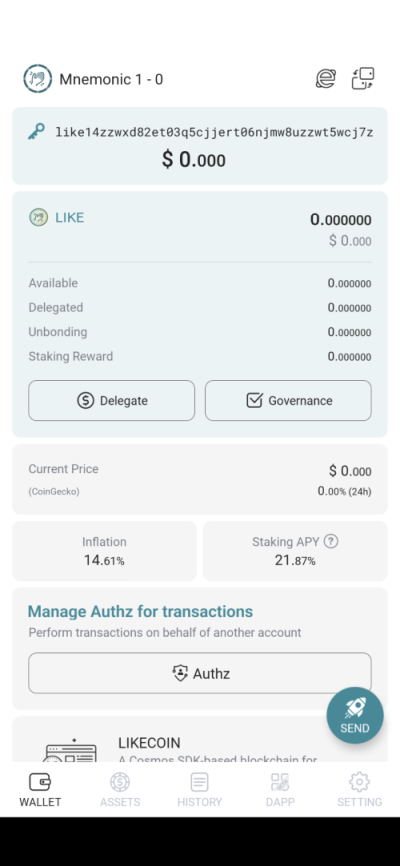 Mnemonic 1 - 0
like14zzwxd82et03q5cjjert06njmw8uzzwt5wcj7z
$ 0.000
LIKE 0.000000
$ 0.000
Available 0.000000
Delegated 0.000000
Unbonding 0.000000
Staking Reward 0.000000
Delegate Governance
Current Price $ 0.000
(CoinGecko) 0.00% (24h)
Inflation Staking APY ?
14.61% 21.87%
Manage Authz for transactions
Perform transactions on behalf of another account
Authz
SEND
LIKECOIN
A Cosmos SDK-based blockchain for
WALLET ASSETS HISTORY DAPP SETTING